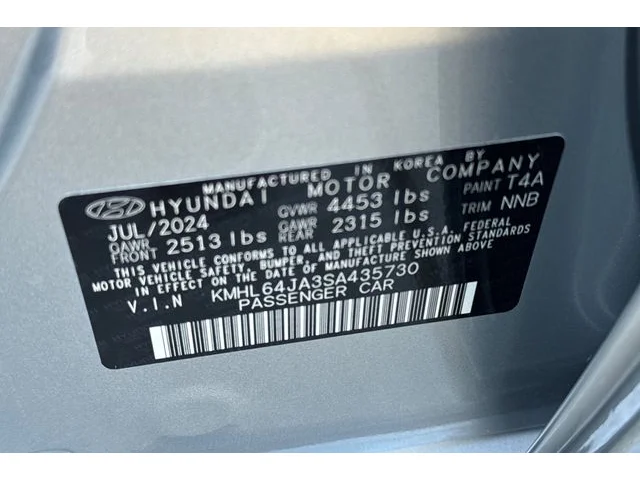 MANUFACTURED IN KOREA BY
HYUNDAI MOTOR COMPANY
JUL/2024 GVWR 4453 lbs PAINT T4A
GAWR FRONT 2513 lbs GAWR REAR 2315 lbs TRIM NNB
THIS VEHICLE CONFORMS TO ALL APPLICABLE U.S.A. FEDERAL
MOTOR VEHICLE SAFETY, BUMPER, AND THEFT PREVENTION STANDARDS
IN EFFECT ON THE DATE OF MANUFACTURE SHOWN ABOVE
V.I.N KMHL64JA3SA435730
PASSENGER CAR